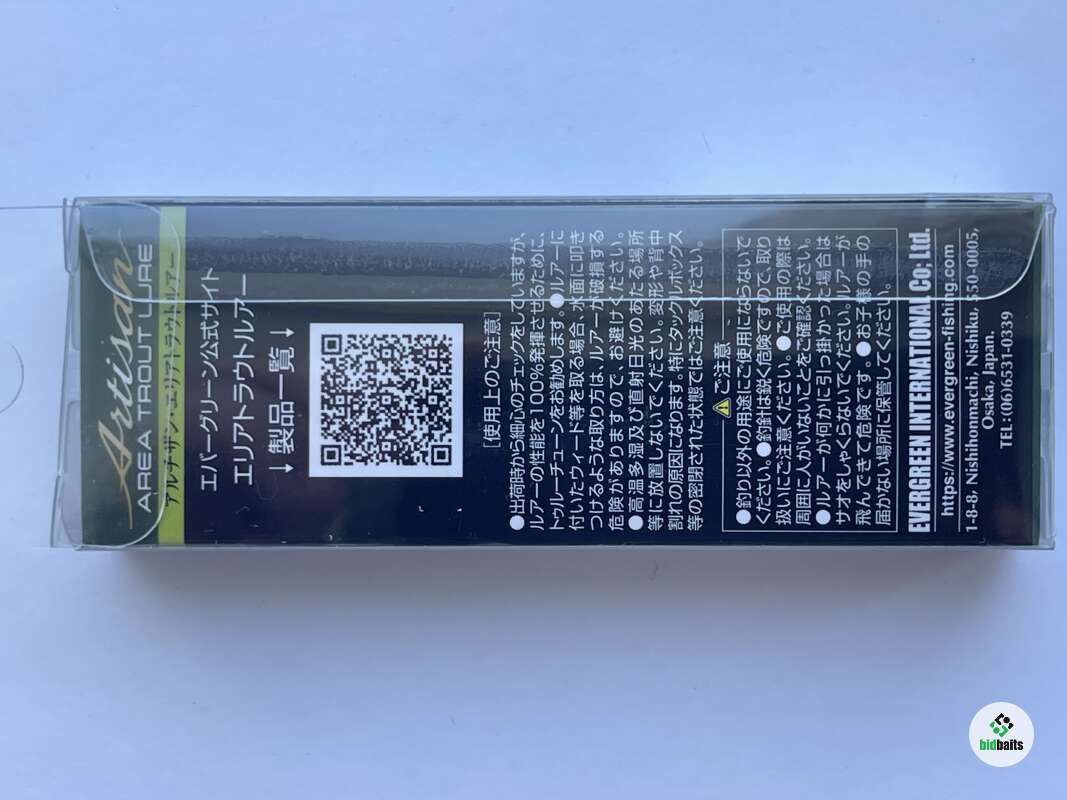 Artisan
AREA TROUT LURE
アルチザン・エリアトラウトルアー
エバーグリーン公式サイト
エリアトラウトルアー
↓製品一覧↓
[使用上のご注意]
●出荷時から細心のチェックをしていますが、
ルアーの性能を100%発揮させるために、
トゥルーチューンをお勧めします。●ルアーに
付いたウィード等を取る場合、水面に叩き
つけるような取り方は、ルアーが破損する
危険がありますので、お避けください。
●高温多湿及び直射日光のあたる場所
等に放置しないでください。変形や背中
割れの原因になります。特にタックルボックス
等の密閉された状態ではご注意ください。
⚠ご注意
●釣り以外の用途にご使用にならないで
ください。●釣針は鋭く危険ですので、取り
扱いにご注意ください。●ご使用の際は
周囲に人がいないことをご確認ください。
●ルアーが何かに引っ掛かった場合は
サオをしゃくらないでください。ルアーが
飛んできて危険です。●お子様の手の
届かない場所に保管してください。
EVERGREEN INTERNATIONAL Co; Ltd.
https://www.evergreen-fishing.com
1-8-8, Nishihonmachi, Nishiku, 550-0005,
Osaka, Japan.
TEL:(06)6531-0339
bidbaits